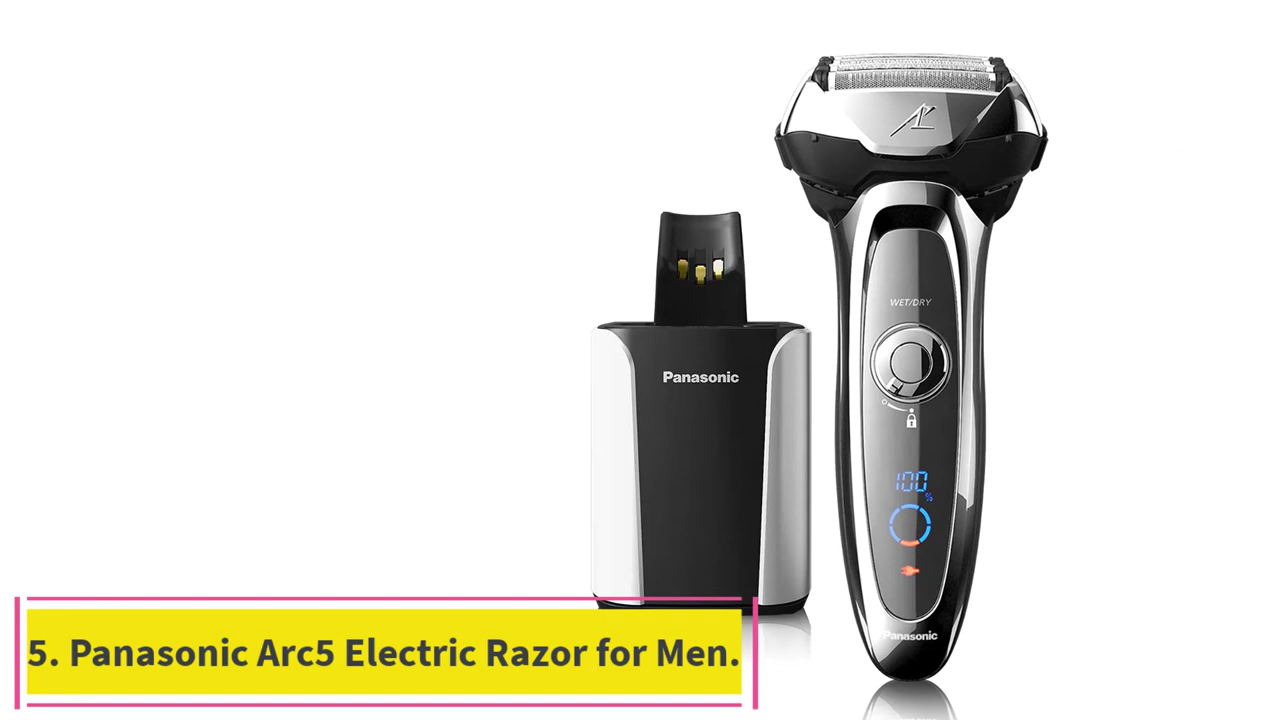 WET/DRY
Panasonic
100
%
Panasonic
5. Panasonic Arc5 Electric Razor for Men.